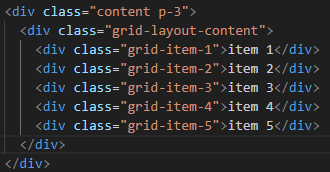 <div class="content p-3">
  <div class="grid-layout-content">
    <div class="grid-item-1">item 1</div>
    <div class="grid-item-2">item 2</div>
    <div class="grid-item-3">item 3</div>
    <div class="grid-item-4">item 4</div>
    <div class="grid-item-5">item 5</div>
  </div>
</div>